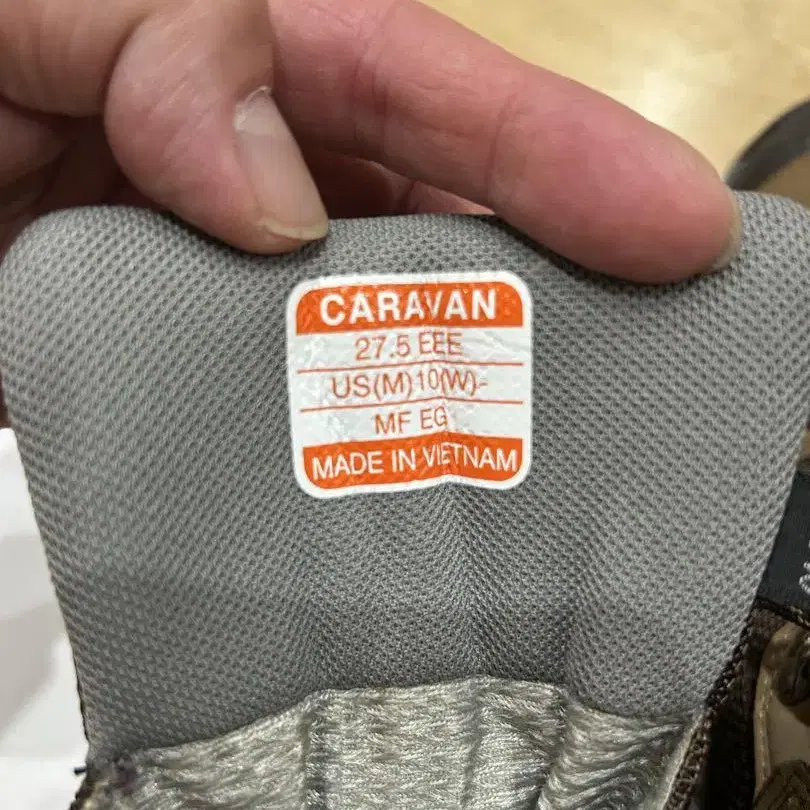 CARAVAN
27.5 EEE
US(M)10(W)-
MF EG
MADE IN VIETNAM